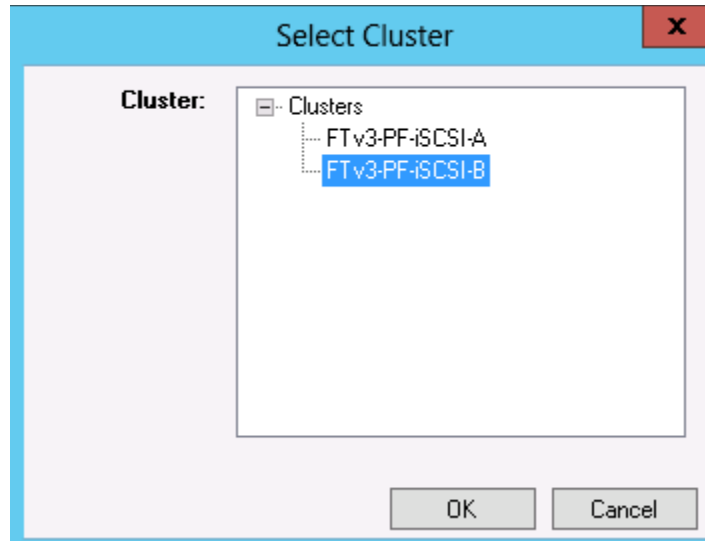 Select Cluster
x
Cluster:
Clusters
FTv3-PF-iSCSI-A
FTv3-PF-iSCSI-B
OK
Cancel